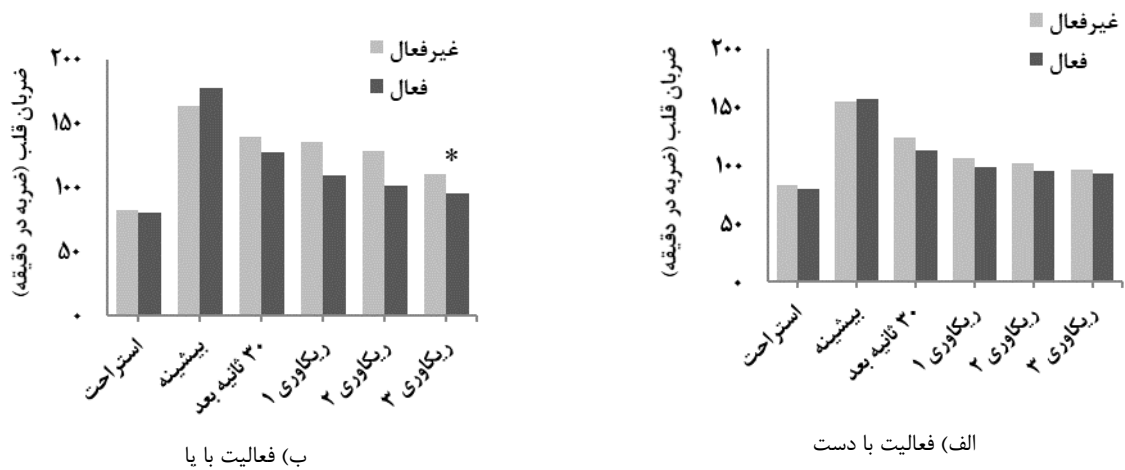 غیرفعال
فعال
ضربان قلب (ضربه در دقیقه)
۲۰۰
۱۵۰
۱۰۰
۵۰
۰
استراحت
بیشینه
۳۰ ثانیه بعد
ریکاوری ۱
ریکاوری ۲
ریکاوری ۳
الف) فعالیت با دست
غیرفعال
فعال
ضربان قلب (ضربه در دقیقه)
۲۰۰
۱۵۰
۱۰۰
۵۰
۰
*
استراحت
بیشینه
۳۰ ثانیه بعد
ریکاوری ۱
ریکاوری ۲
ریکاوری ۳
ب) فعالیت با پا